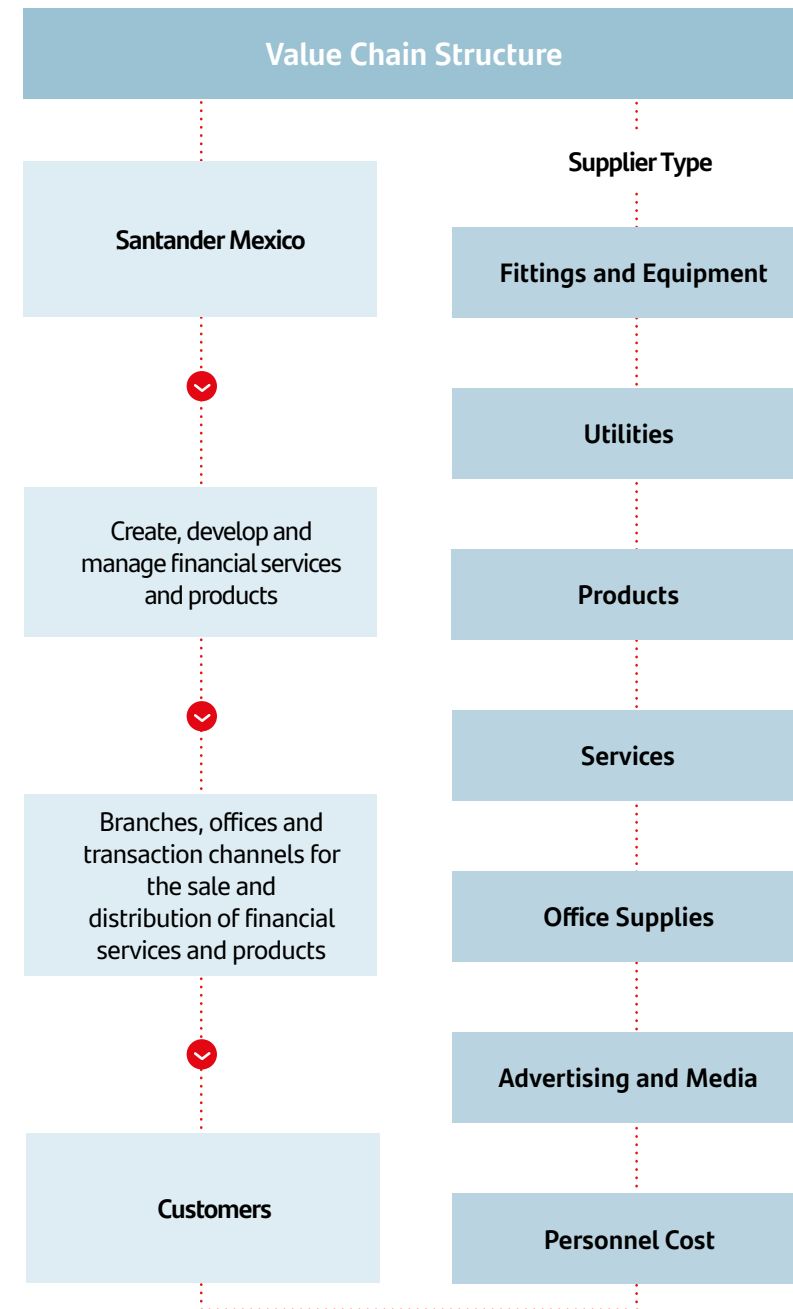 Value Chain Structure
Santander Mexico
Create, develop and
manage financial services
and products
Branches, offices and
transaction channels for
the sale and
distribution of financial
services and products
Customers
Supplier Type
Fittings and Equipment
Utilities
Products
Services
Office Supplies
Advertising and Media
Personnel Cost